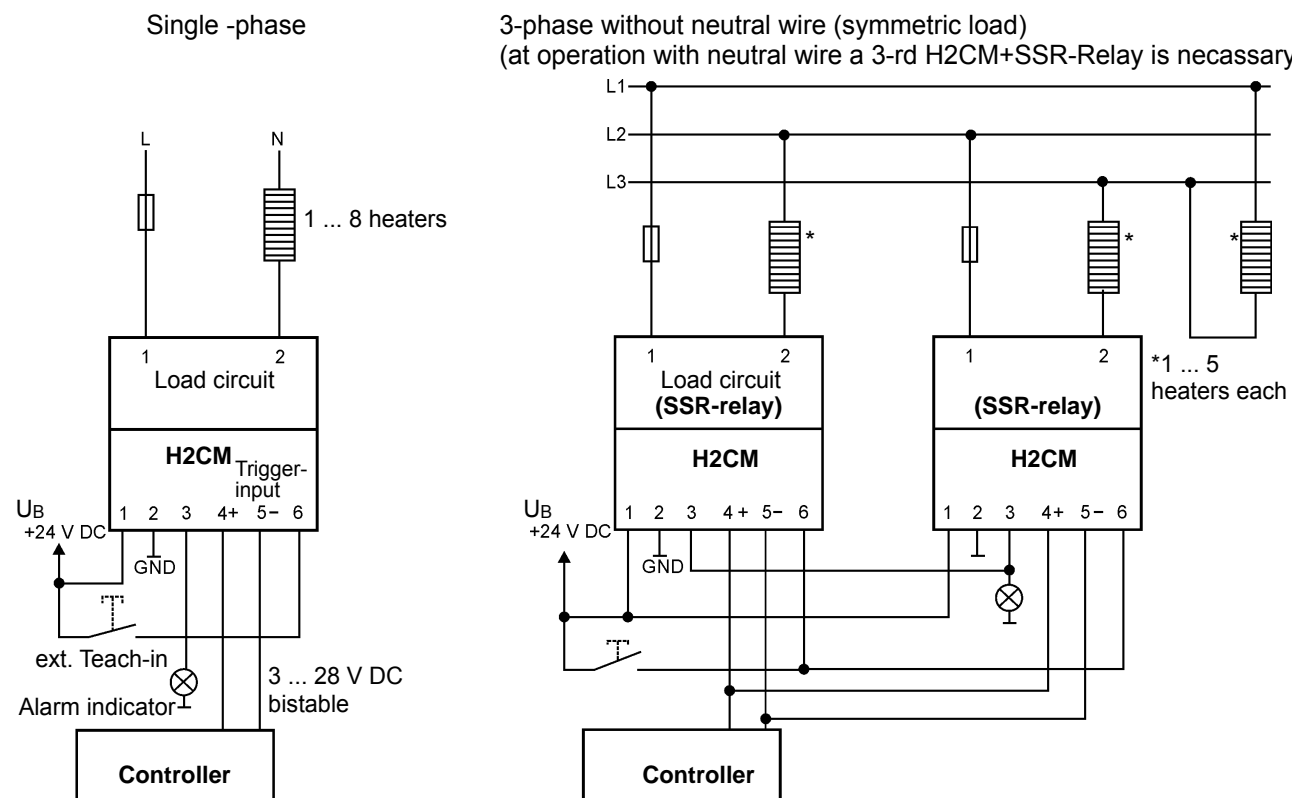 Single -phase
L
N
1 ... 8 heaters
1
2
Load circuit
H2CM
Trigger-
input
UB
+24 V DC
1 2 3 4+ 5− 6
GND
ext. Teach-in
Alarm indicator
3 ... 28 V DC
bistable
Controller
3-phase without neutral wire (symmetric load)
(at operation with neutral wire a 3-rd H2CM+SSR-Relay is necassary
L1
L2
L3
*
*
*
1
2
Load circuit
(SSR-relay)
H2CM
UB
+24 V DC
1 2 3 4+ 5− 6
GND
1
2
(SSR-relay)
H2CM
1 2 3 4+ 5− 6
*1 ... 5
heaters each
Controller